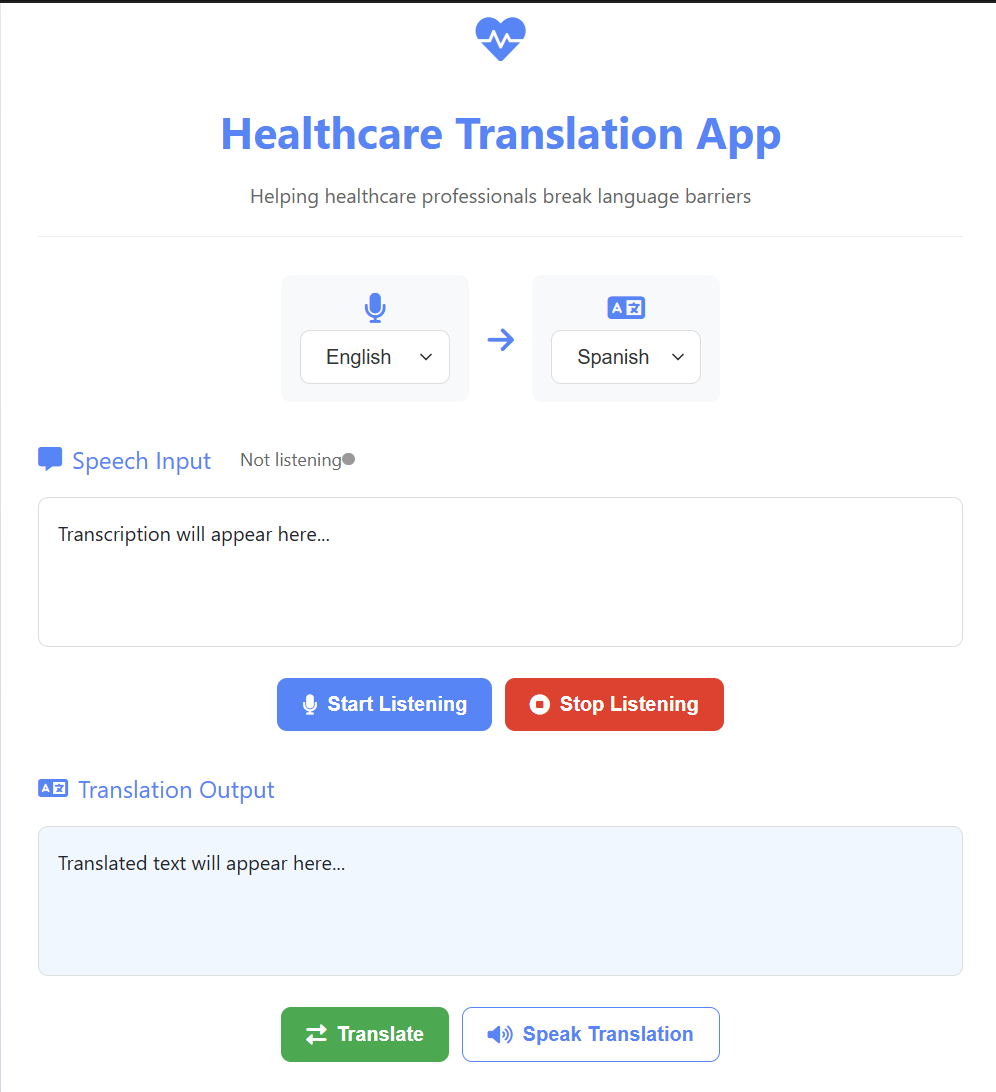 Healthcare Translation App
Helping healthcare professionals break language barriers
English
Spanish
Speech Input
Not listening
Transcription will appear here...
Start Listening
Stop Listening
Translation Output
Translated text will appear here...
Translate
Speak Translation